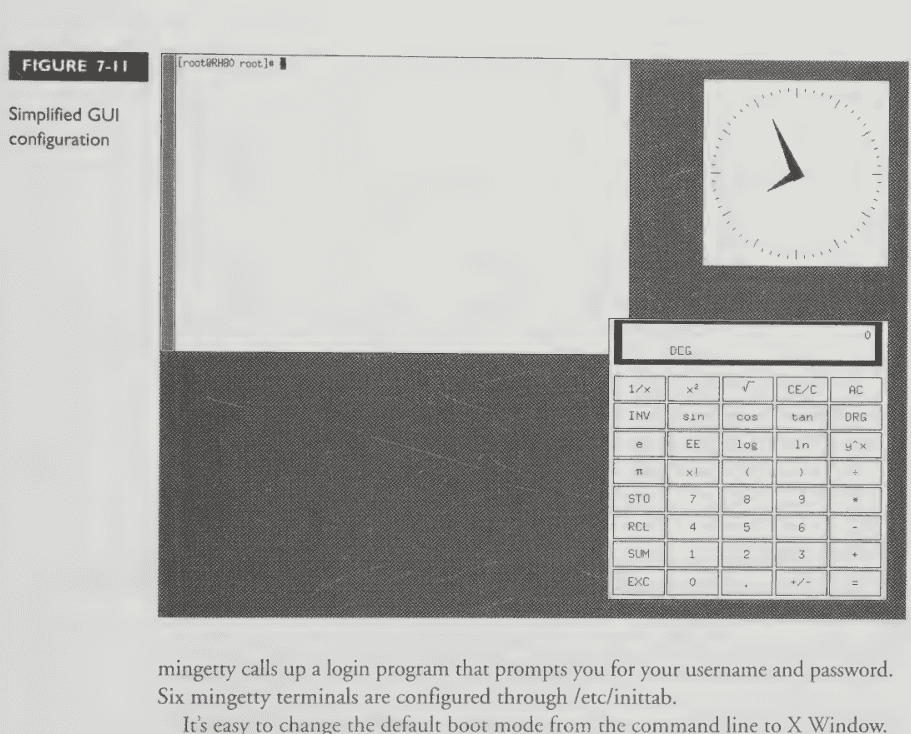 FIGURE 7-11
Simplified GUI
configuration
[root@RH80 root]#
0
DEG
1/x x² √ CE/C AC
INV sin cos tan DRG
e EE log ln y^x
π x! ( ) ÷
STO 7 8 9 *
RCL 4 5 6 -
SUM 1 2 3 +
EXC 0 . +/- =
mingetty calls up a login program that prompts you for your username and password.
Six mingetty terminals are configured through /etc/inittab.
It's easy to change the default boot mode from the command line to X Window.